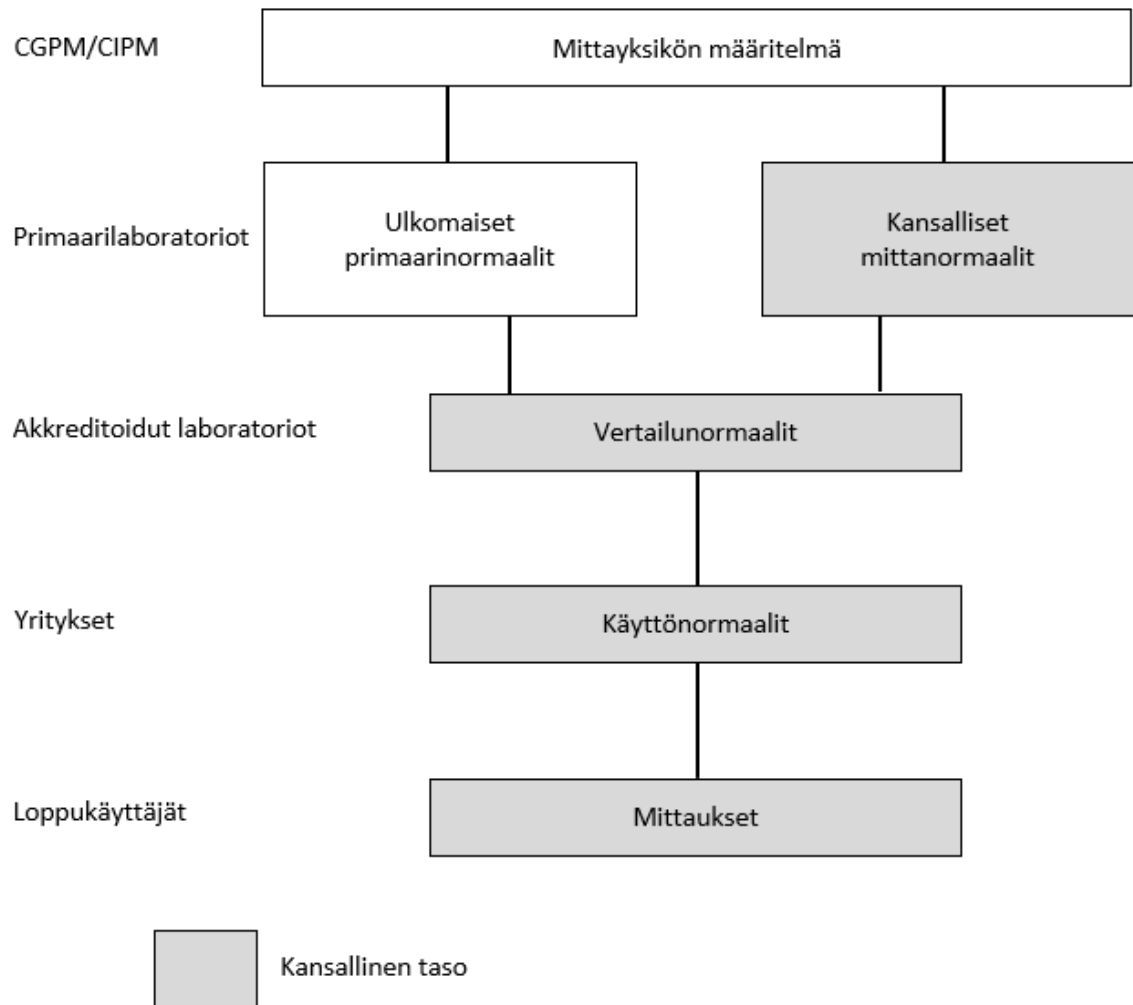 CGPM/CIPM
Mittayksikön määritelmä
Primaarilaboratoriot
Ulkomaiset
primaarinormaalit
Kansalliset
mittanormaalit
Akkreditoidut laboratoriot
Vertailunormaalit
Yritykset
Käyttönormaalit
Loppukäyttäjät
Mittaukset
Kansallinen taso